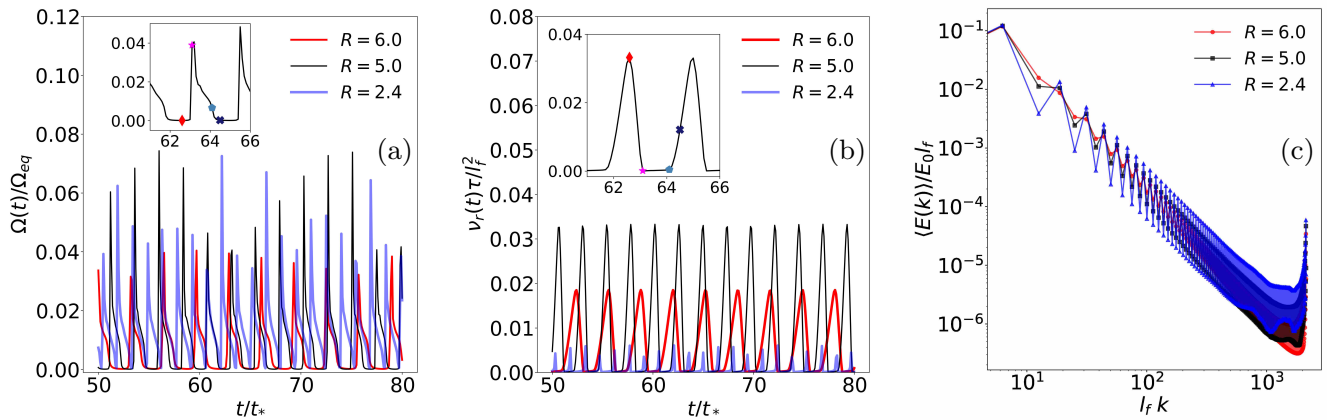 0.12
0.10
0.08
0.06
0.04
0.02
0.00
Ω(t)/Ω_eq
50
60
70
80
t/t_*
R = 6.0
R = 5.0
R = 2.4
0.04
0.02
0.00
62
64
66
(a)
0.08
0.07
0.06
0.05
0.04
0.03
0.02
0.01
0.00
ν_r(t)τ/l_f^2
50
60
70
80
t/t_*
R = 6.0
R = 5.0
R = 2.4
0.04
0.02
0.00
62
64
66
(b)
10^-1
10^-2
10^-3
10^-4
10^-5
10^-6
⟨E(k)⟩/E_0l_f
10^1
10^2
10^3
l_f k
R = 6.0
R = 5.0
R = 2.4
(c)